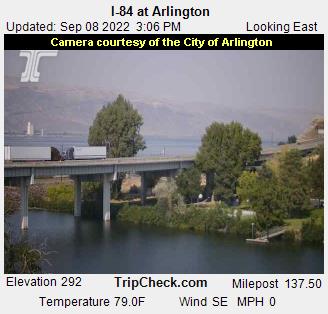 I-84 at Arlington
Updated: Sep 08 2022 3:06 PM Looking East
Camera courtesy of the City of Arlington
Elevation 292 TripCheck.com Milepost 137.50
Temperature 79.0F Wind SE MPH 0